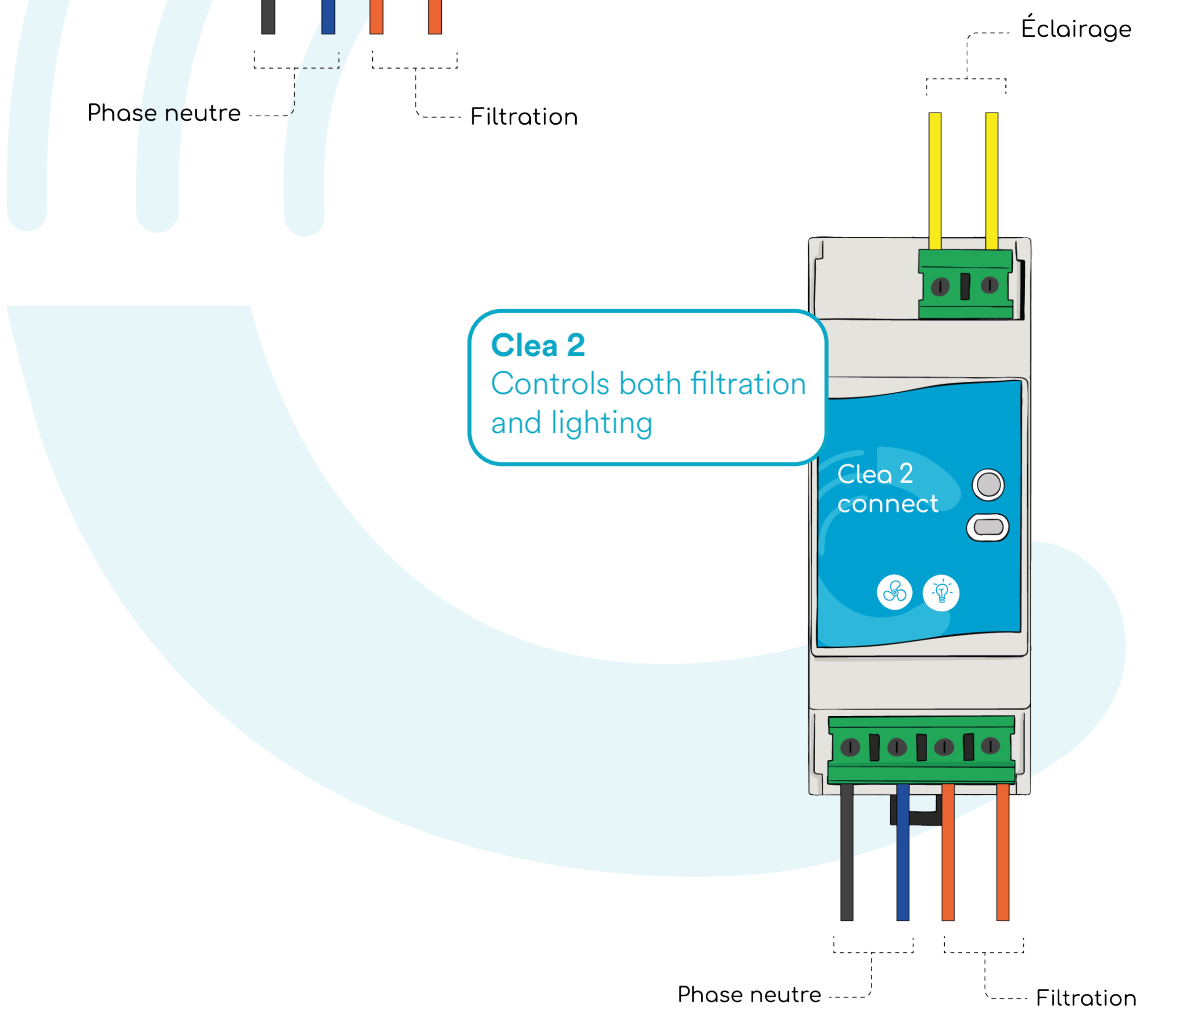 Éclairage
Phase neutre
Filtration
Clea 2
Controls both filtration
and lighting
Clea 2
connect
Phase neutre
Filtration